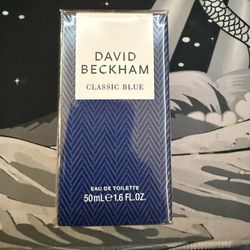 DAVID
BECKHAM
CLASSIC BLUE
EAU DE TOILETTE
50mL℮1.6 FL.OZ.